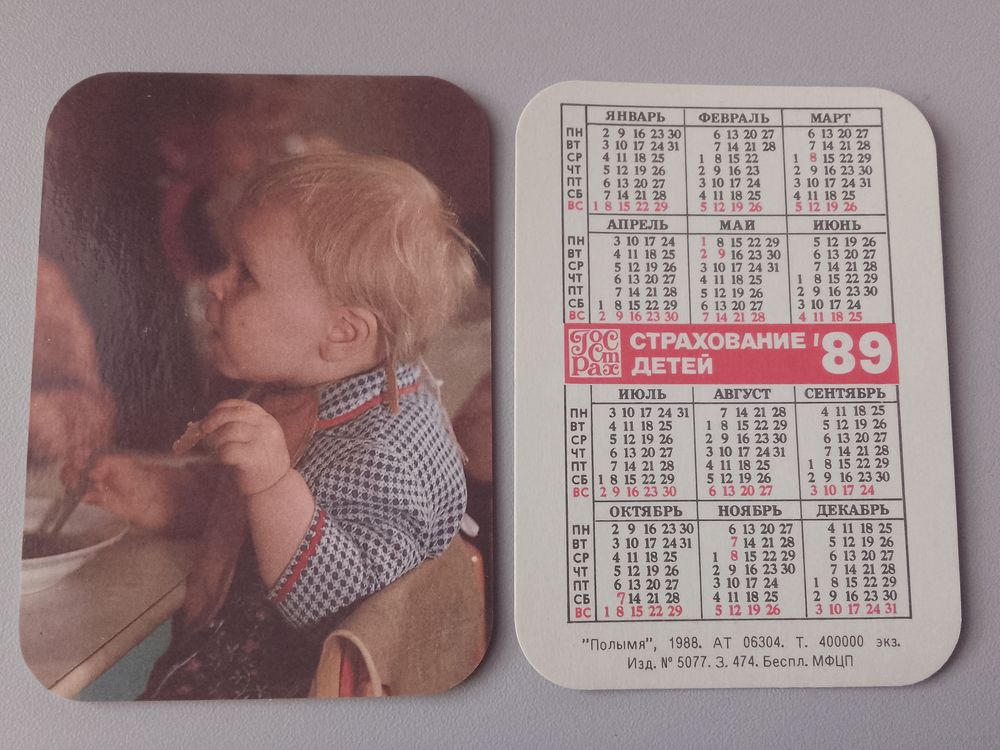 ЯНВАРЬ ФЕВРАЛЬ МАРТ
ПН 2 9 16 23 30 6 13 20 27 6 13 20 27
ВТ 3 10 17 24 31 7 14 21 28 7 14 21 28
СР 4 11 18 25 1 8 15 22 1 8 15 22 29
ЧТ 5 12 19 26 2 9 16 23 2 9 16 23 30
ПТ 6 13 20 27 3 10 17 24 3 10 17 24 31
СБ 7 14 21 28 4 11 18 25 4 11 18 25
ВС 1 8 15 22 29 5 12 19 26 5 12 19 26
АПРЕЛЬ МАЙ ИЮНЬ
ПН 3 10 17 24 1 8 15 22 29 5 12 19 26
ВТ 4 11 18 25 2 9 16 23 30 6 13 20 27
СР 5 12 19 26 3 10 17 24 31 7 14 21 28
ЧТ 6 13 20 27 4 11 18 25 1 8 15 22 29
ПТ 7 14 21 28 5 12 19 26 2 9 16 23 30
СБ 1 8 15 22 29 6 13 20 27 3 10 17 24
ВС 2 9 16 23 30 7 14 21 28 4 11 18 25
ГОССТРАХ
СТРАХОВАНИЕ '89
ДЕТЕЙ
ИЮЛЬ АВГУСТ СЕНТЯБРЬ
ПН 3 10 17 24 31 7 14 21 28 4 11 18 25
ВТ 4 11 18 25 1 8 15 22 29 5 12 19 26
СР 5 12 19 26 2 9 16 23 30 6 13 20 27
ЧТ 6 13 20 27 3 10 17 24 31 7 14 21 28
ПТ 7 14 21 28 4 11 18 25 1 8 15 22 29
СБ 1 8 15 22 29 5 12 19 26 2 9 16 23 30
ВС 2 9 16 23 30 6 13 20 27 3 10 17 24
ОКТЯБРЬ НОЯБРЬ ДЕКАБРЬ
ПН 2 9 16 23 30 6 13 20 27 4 11 18 25
ВТ 3 10 17 24 31 7 14 21 28 5 12 19 26
СР 4 11 18 25 1 8 15 22 29 6 13 20 27
ЧТ 5 12 19 26 2 9 16 23 30 7 14 21 28
ПТ 6 13 20 27 3 10 17 24 1 8 15 22 29
СБ 7 14 21 28 4 11 18 25 2 9 16 23 30
ВС 1 8 15 22 29 5 12 19 26 3 10 17 24 31
"Полымя", 1988. АТ 06304. Т. 400000 экз.
Изд. № 5077. З. 474. Беспл. МФЦП